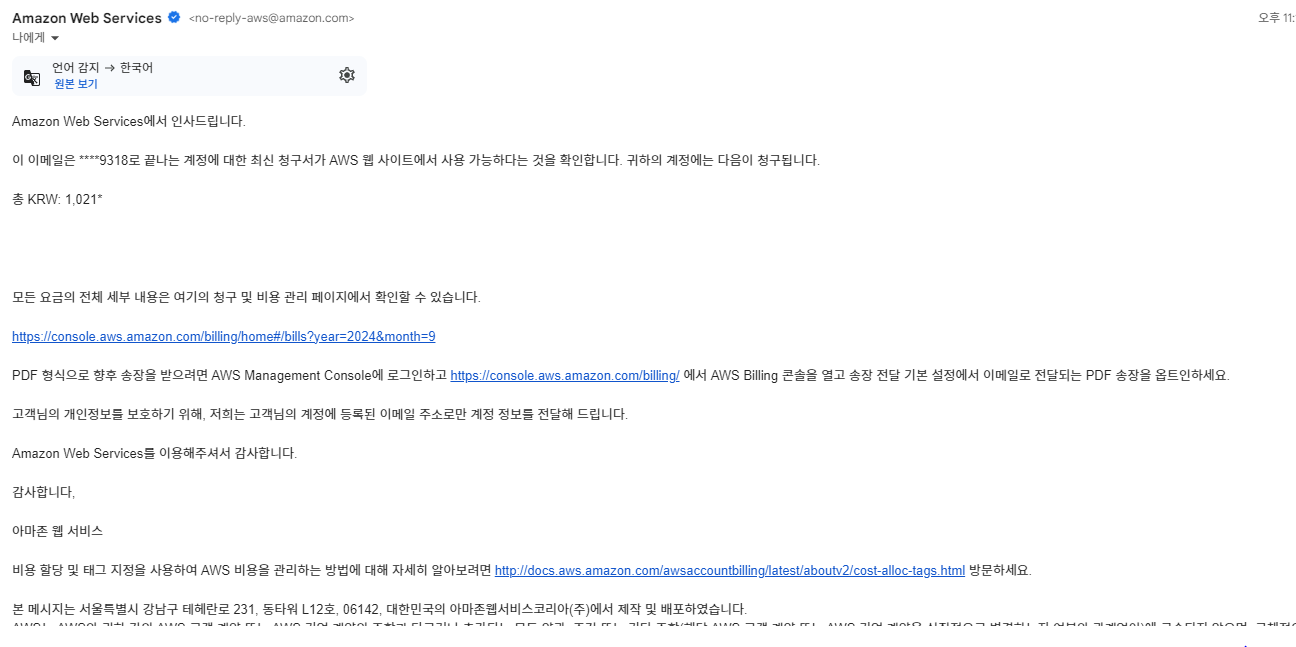 Amazon Web Services <no-reply-aws@amazon.com> 오후 11:
나에게
언어 감지 → 한국어
원본 보기
Amazon Web Services에서 인사드립니다.
이 이메일은 ****9318로 끝나는 계정에 대한 최신 청구서가 AWS 웹 사이트에서 사용 가능하다는 것을 확인합니다. 귀하의 계정에는 다음이 청구됩니다.
총 KRW: 1,021*
모든 요금의 전체 세부 내용은 여기의 청구 및 비용 관리 페이지에서 확인할 수 있습니다.
https://console.aws.amazon.com/billing/home#/bills?year=2024&month=9
PDF 형식으로 향후 송장을 받으려면 AWS Management Console에 로그인하고 https://console.aws.amazon.com/billing/ 에서 AWS Billing 콘솔을 열고 송장 전달 기본 설정에서 이메일로 전달되는 PDF 송장을 옵트인하세요.
고객님의 개인정보를 보호하기 위해, 저희는 고객님의 계정에 등록된 이메일 주소로만 계정 정보를 전달해 드립니다.
Amazon Web Services를 이용해주셔서 감사합니다.
감사합니다,
아마존 웹 서비스
비용 할당 및 태그 지정을 사용하여 AWS 비용을 관리하는 방법에 대해 자세히 알아보려면 http://docs.aws.amazon.com/awsaccountbilling/latest/aboutv2/cost-alloc-tags.html 방문하세요.
본 메시지는 서울특별시 강남구 테헤란로 231, 동타워 L12호, 06142, 대한민국의 아마존웹서비스코리아(주)에서 제작 및 배포하였습니다.